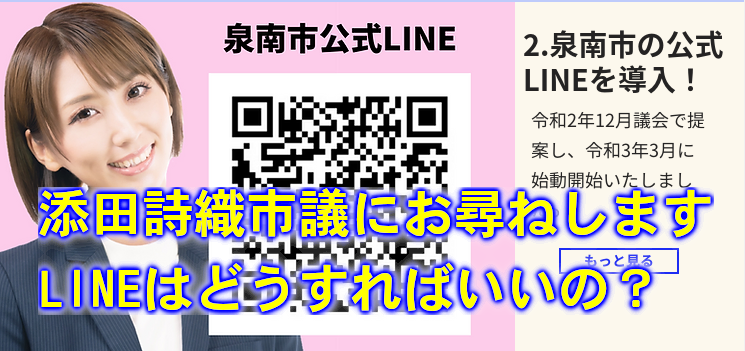 泉南市公式LINE
2.泉南市の公式
LINEを導入！
令和2年12月議会で提
案し、令和3年3月に
始動開始いたしまし
添田詩織市議にお尋ねします
もっと見る
LINEはどうすればいいの？